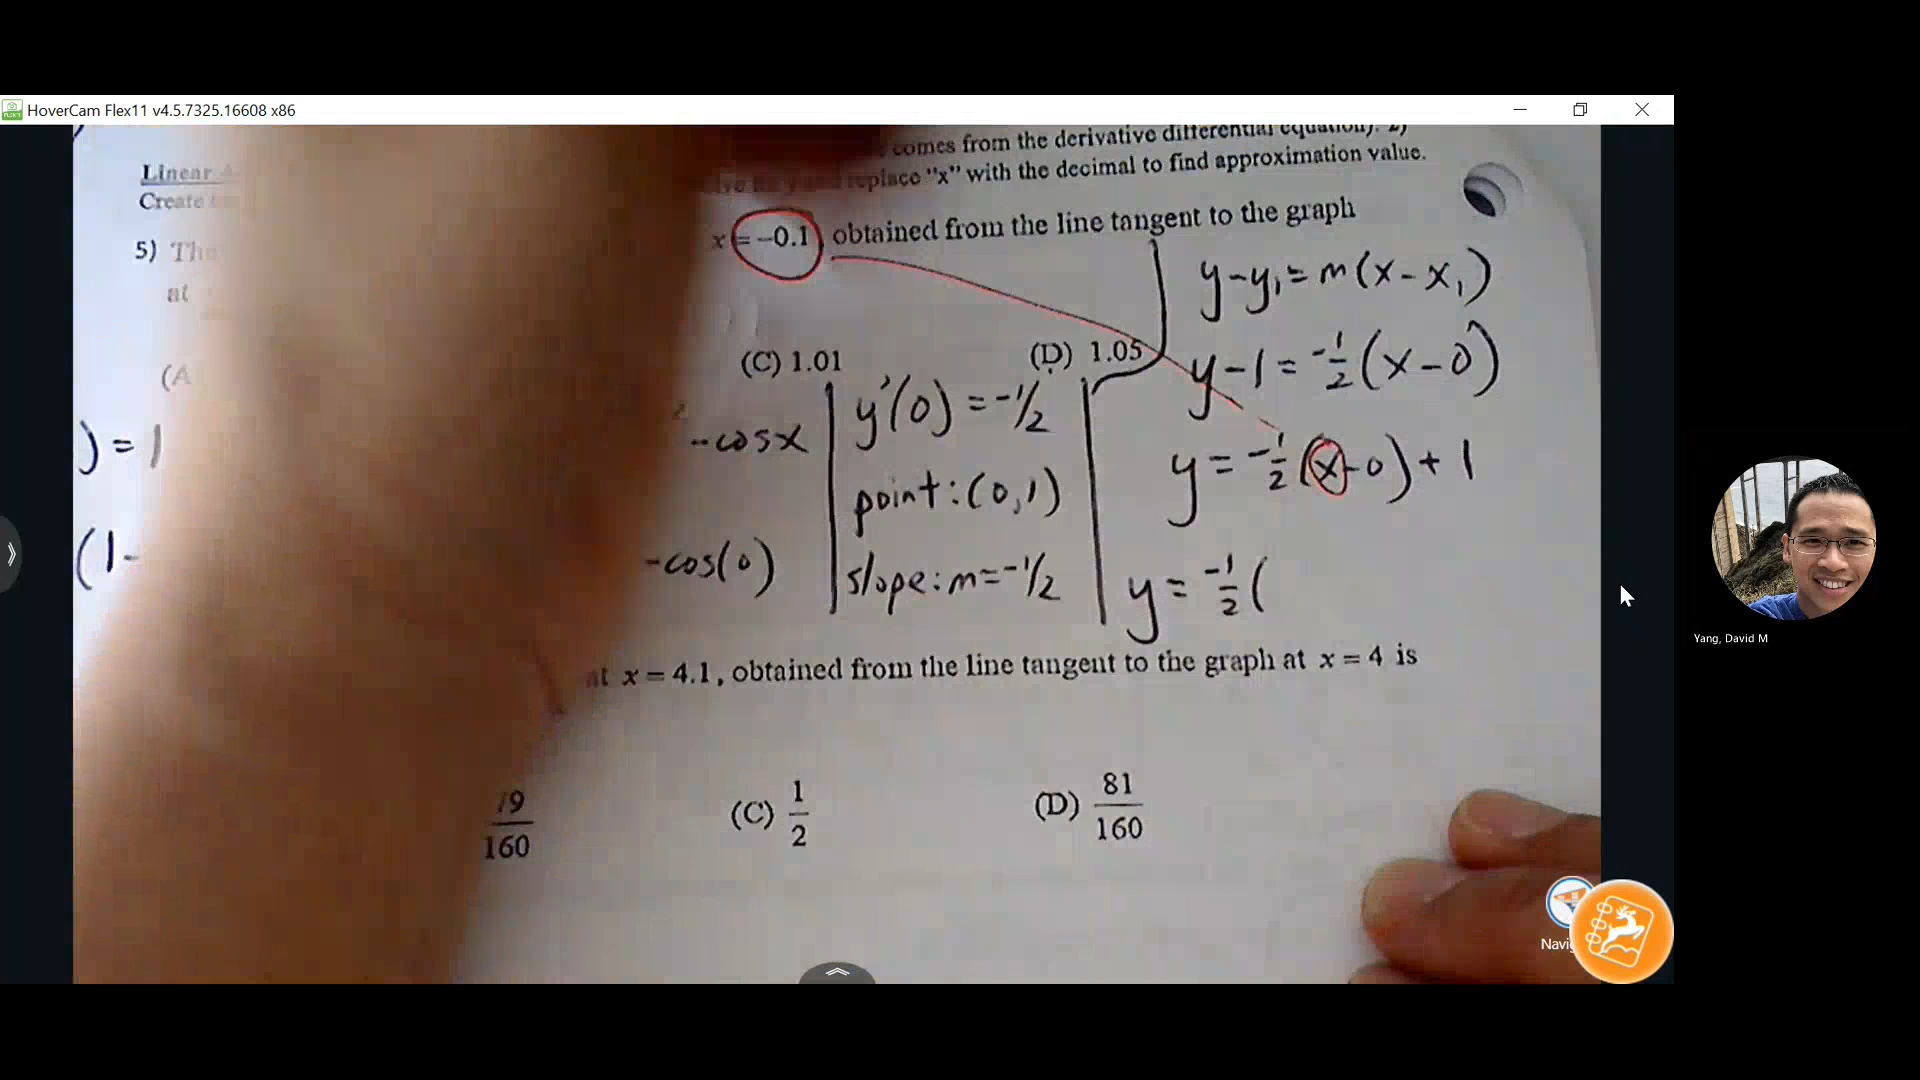 HoverCam Flex11 v4.5.7325.16608 x86
comes from the derivative differential equation). 2)
Linear
replace "x" with the decimal to find approximation value.
Create
5) The
x = -0.1, obtained from the line tangent to the graph
at
(A
(C) 1.01
(D) 1.05
) = 1
(1-
-cosx
-cos(0)
y'(0) = -1/2
point: (0,1)
slope: m = -1/2
y - y₁ = m(x - x₁)
y - 1 = -1/2 (x - 0)
y = -1/2 (x - 0) + 1
y = -1/2 (
at x = 4.1, obtained from the line tangent to the graph at x = 4 is
79/160
(C) 1/2
(D) 81/160
Yang, David M